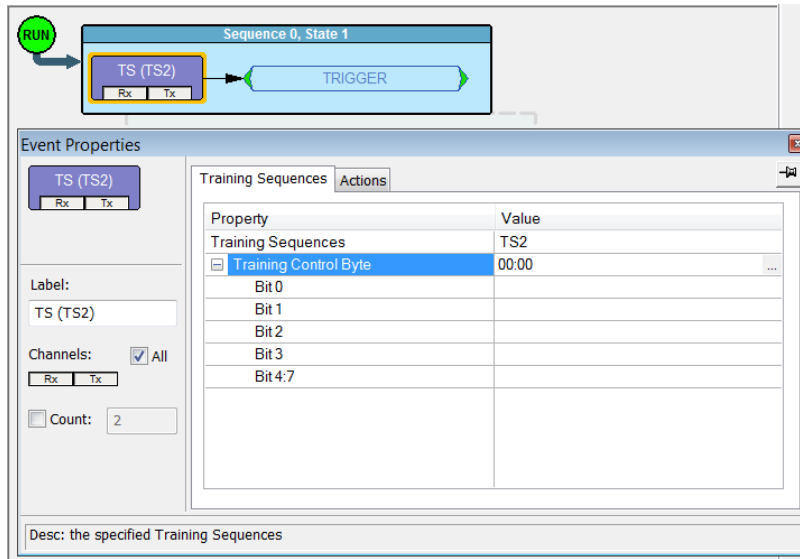 RUN
Sequence 0, State 1
TS (TS2)
Rx Tx
TRIGGER
Event Properties
TS (TS2)
Rx Tx
Training Sequences Actions
Property Value
Training Sequences TS2
Training Control Byte 00:00 ...
Bit 0
Bit 1
Bit 2
Bit 3
Bit 4:7
Label:
TS (TS2)
Channels: All
Rx Tx
Count: 2
Desc: the specified Training Sequences